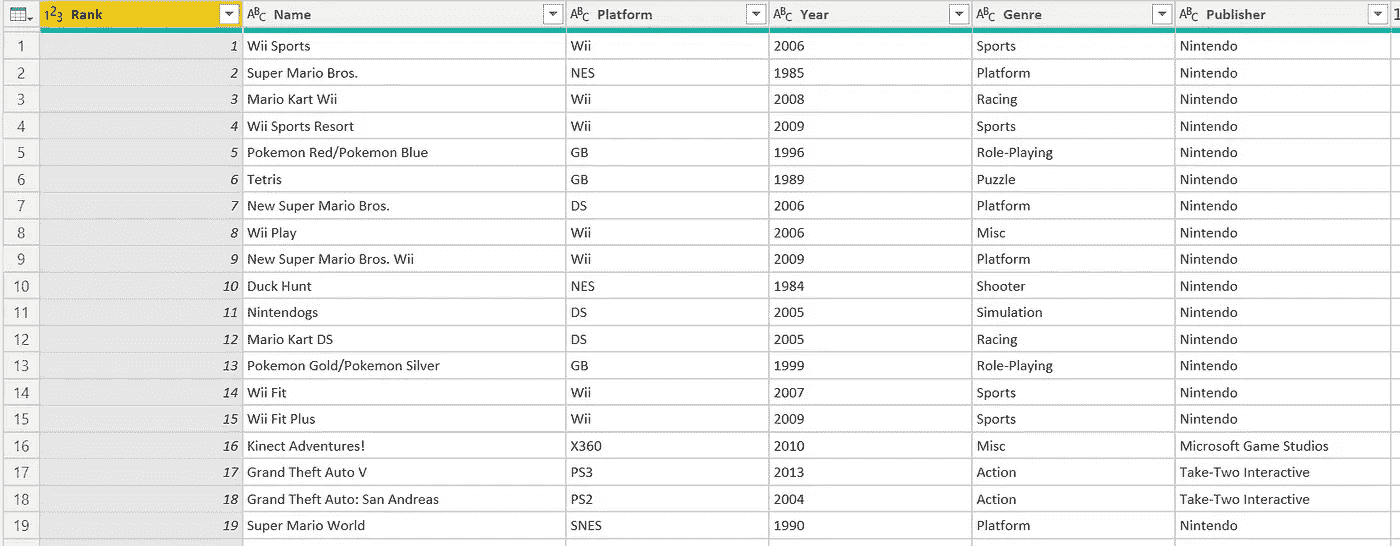 123 Rank ABC Name ABC Platform ABC Year ABC Genre ABC Publisher
1 1 Wii Sports Wii 2006 Sports Nintendo
2 2 Super Mario Bros. NES 1985 Platform Nintendo
3 3 Mario Kart Wii Wii 2008 Racing Nintendo
4 4 Wii Sports Resort Wii 2009 Sports Nintendo
5 5 Pokemon Red/Pokemon Blue GB 1996 Role-Playing Nintendo
6 6 Tetris GB 1989 Puzzle Nintendo
7 7 New Super Mario Bros. DS 2006 Platform Nintendo
8 8 Wii Play Wii 2006 Misc Nintendo
9 9 New Super Mario Bros. Wii Wii 2009 Platform Nintendo
10 10 Duck Hunt NES 1984 Shooter Nintendo
11 11 Nintendogs DS 2005 Simulation Nintendo
12 12 Mario Kart DS DS 2005 Racing Nintendo
13 13 Pokemon Gold/Pokemon Silver GB 1999 Role-Playing Nintendo
14 14 Wii Fit Wii 2007 Sports Nintendo
15 15 Wii Fit Plus Wii 2009 Sports Nintendo
16 16 Kinect Adventures! X360 2010 Misc Microsoft Game Studios
17 17 Grand Theft Auto V PS3 2013 Action Take-Two Interactive
18 18 Grand Theft Auto: San Andreas PS2 2004 Action Take-Two Interactive
19 19 Super Mario World SNES 1990 Platform Nintendo